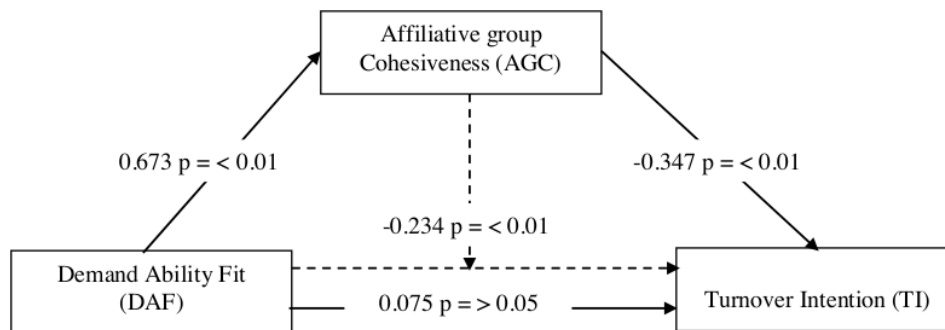 Affiliative group
Cohesiveness (AGC)
0.673 p = < 0.01
-0.347 p = < 0.01
-0.234 p = < 0.01
Demand Ability Fit
(DAF)
0.075 p = > 0.05
Turnover Intention (TI)